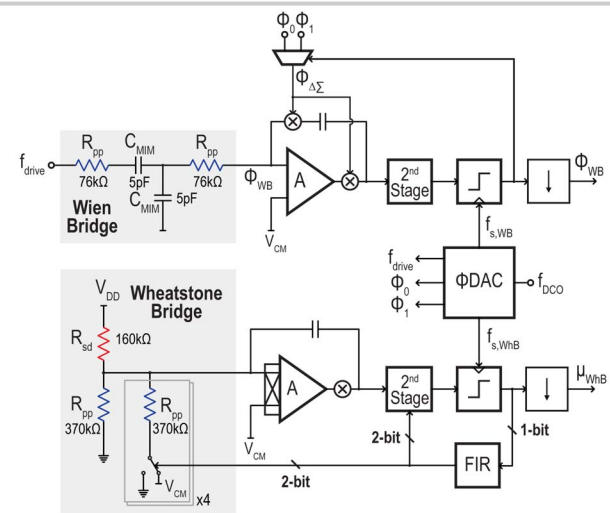 Φ0 Φ1
ΦΔΣ
Rpp
CMIM
Rpp
fdrive
76kΩ
5pF
76kΩ
CMIM
5pF
Wien
Bridge
ΦWB
A
VCM
2nd
Stage
ΦWB
fs,WB
fdrive
Φ0
Φ1
ΦDAC
fDCO
fs,WhB
VDD
Wheatstone
Bridge
Rsd
160kΩ
Rpp
370kΩ
Rpp
370kΩ
VCM
x4
A
VCM
2nd
Stage
μWhB
2-bit
1-bit
FIR
2-bit